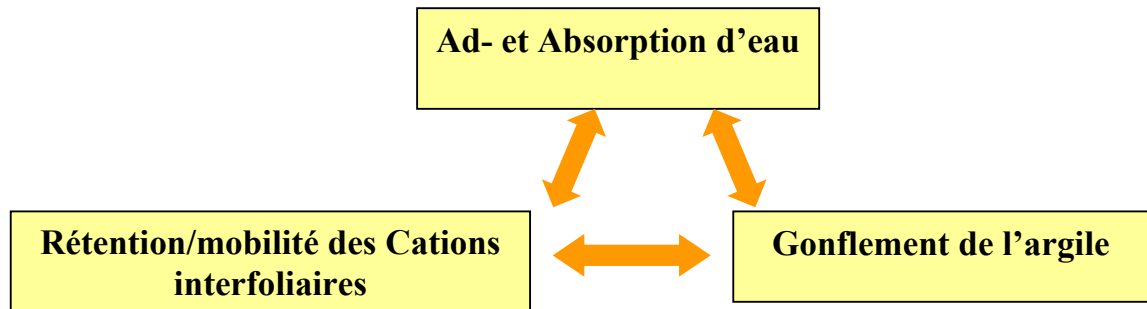 Ad- et Absorption d’eau
Rétention/mobilité des Cations
interfoliaires
Gonflement de l’argile